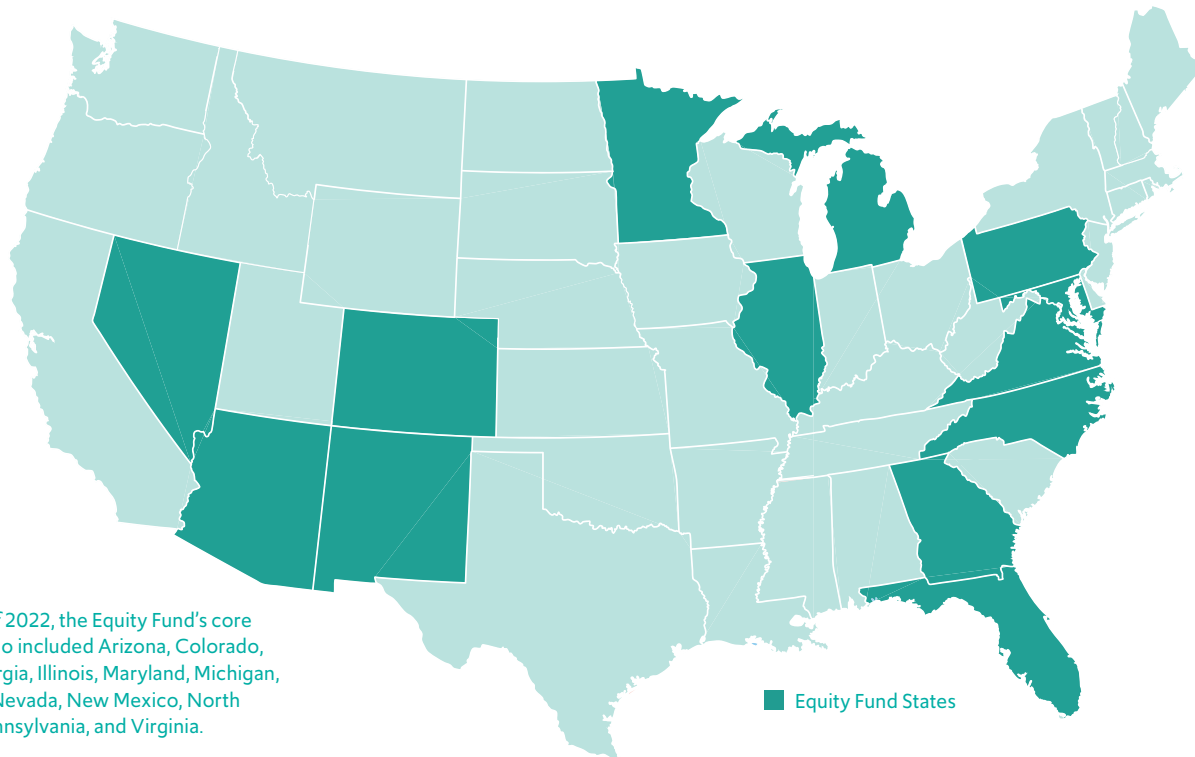 2022, the Equity Fund's core
o included Arizona, Colorado,
rgia, Illinois, Maryland, Michigan,
Nevada, New Mexico, North
nnsylvania, and Virginia.
Equity Fund States